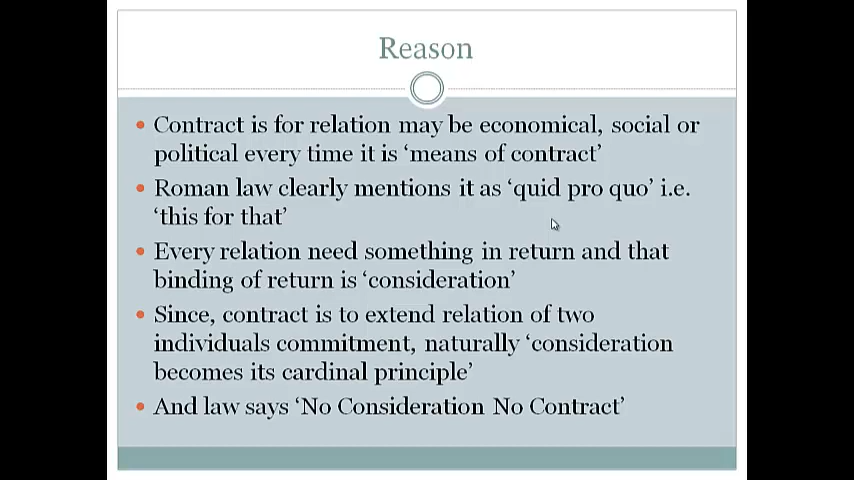 Reason
• Contract is for relation may be economical, social or
political every time it is ‘means of contract’
• Roman law clearly mentions it as ‘quid pro quo’ i.e.
‘this for that’
• Every relation need something in return and that
binding of return is ‘consideration’
• Since, contract is to extend relation of two
individuals commitment, naturally ‘consideration
becomes its cardinal principle’
• And law says ‘No Consideration No Contract’